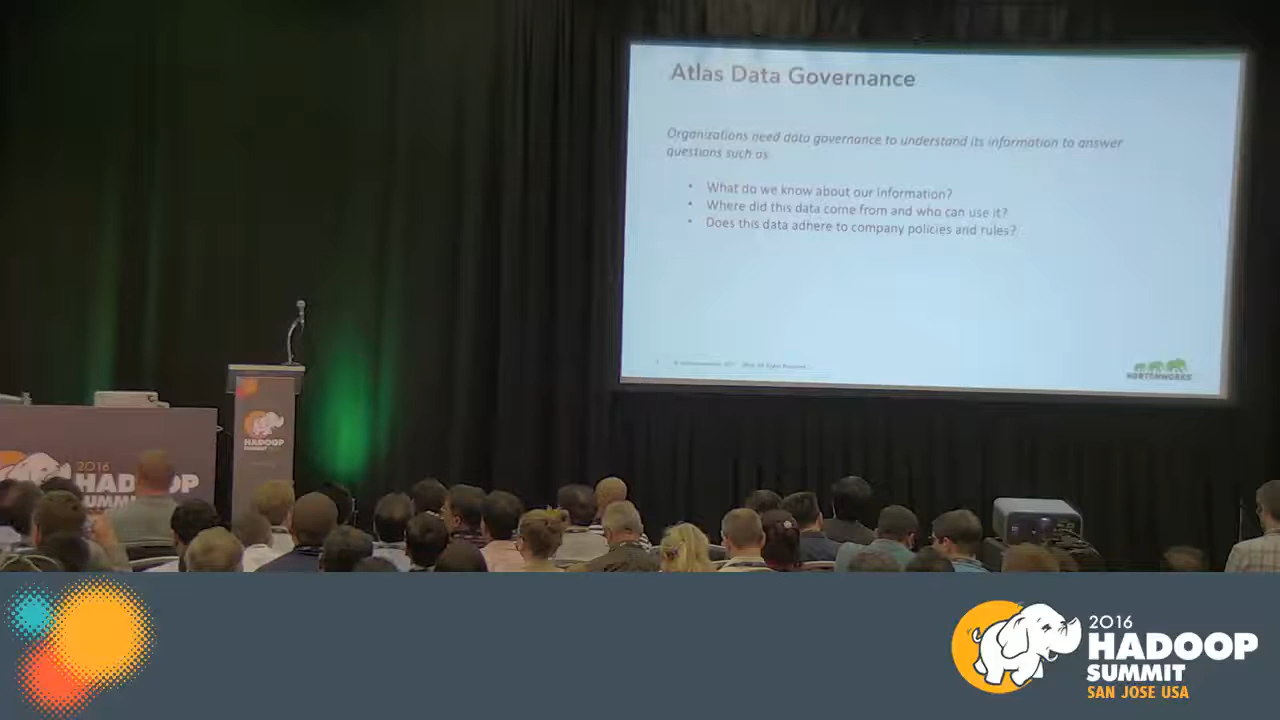 Atlas Data Governance
Organizations need data governance to understand its information to answer
questions such as
• What do we know about our information?
• Where did this data come from and who can use it?
• Does this data adhere to company policies and rules?
HORTONWORKS
HADOOP
SUMMIT
2016
HADOOP
SUMMIT
2016
HADOOP
SUMMIT
SAN JOSE USA